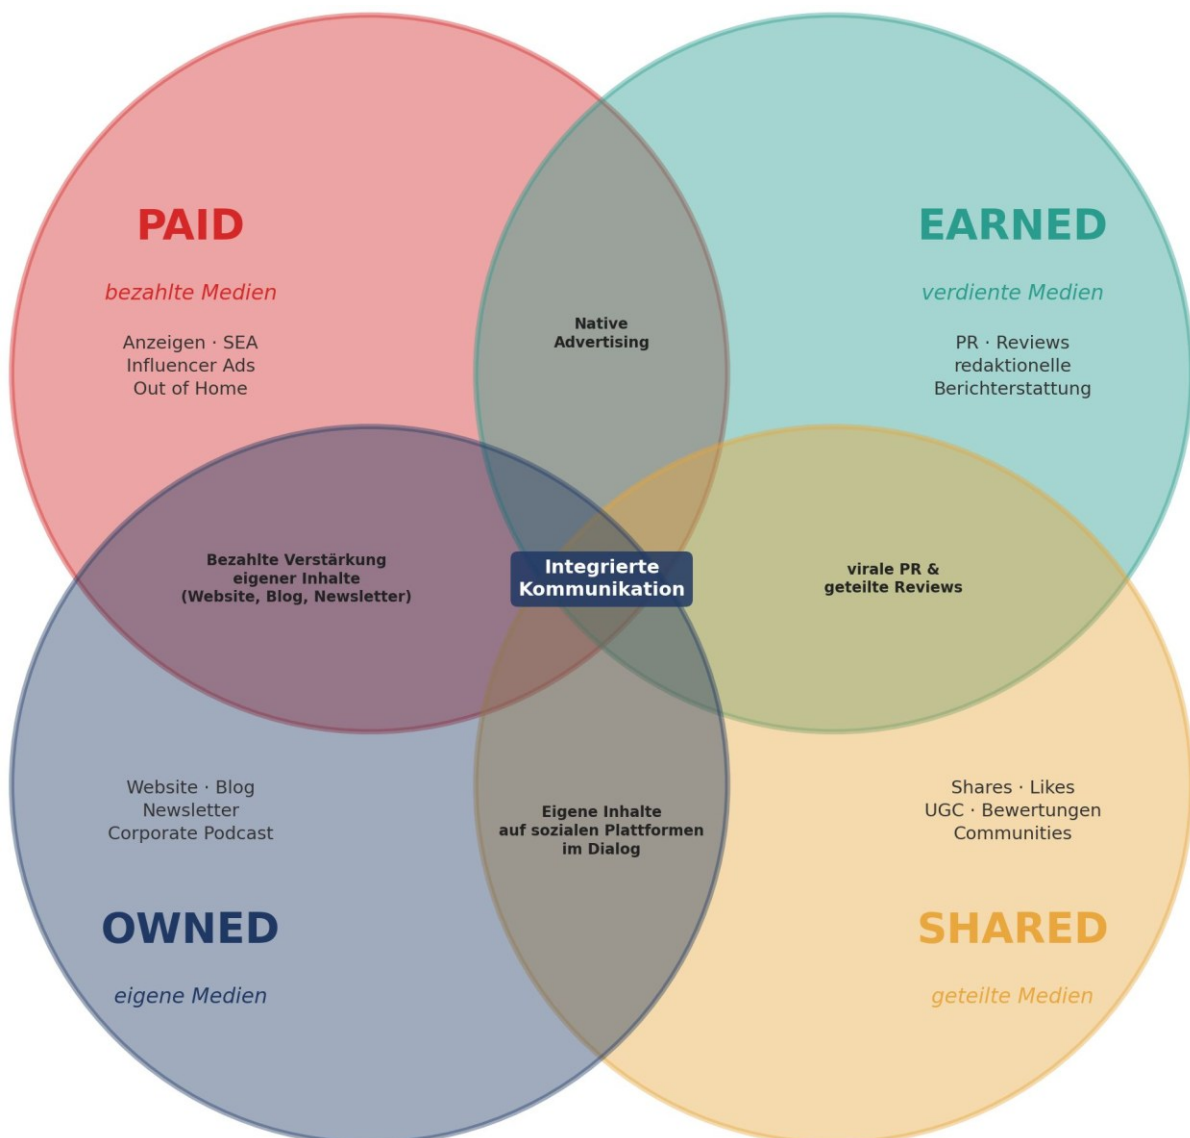 PAID
bezahlte Medien
Anzeigen · SEA
Influencer Ads
Out of Home
EARNED
verdiente Medien
PR · Reviews
redaktionelle
Berichterstattung
Native
Advertising
Bezahlte Verstärkung
eigener Inhalte
(Website, Blog, Newsletter)
Integrierte
Kommunikation
virale PR &
geteilte Reviews
Website · Blog
Newsletter
Corporate Podcast
OWNED
eigene Medien
Eigene Inhalte
auf sozialen Plattformen
im Dialog
Shares · Likes
UGC · Bewertungen
Communities
SHARED
geteilte Medien